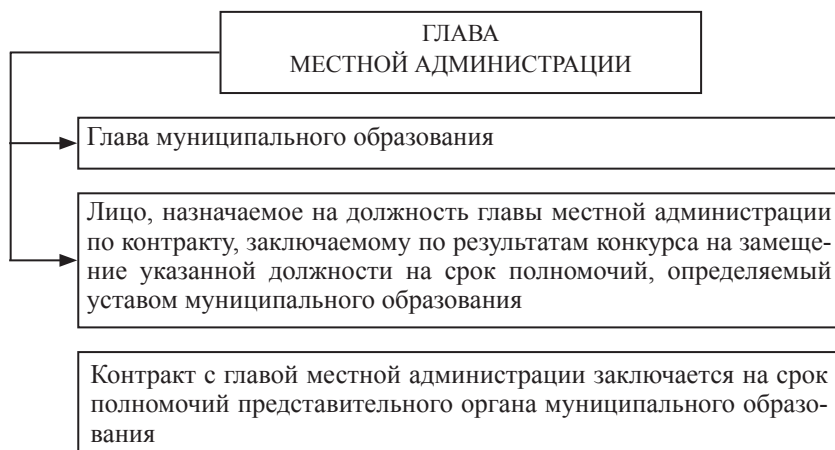 ГЛАВА
МЕСТНОЙ АДМИНИСТРАЦИИ
Глава муниципального образования
Лицо, назначаемое на должность главы местной администрации
по контракту, заключаемому по результатам конкурса на замеще-
ние указанной должности на срок полномочий, определяемый
уставом муниципального образования
Контракт с главой местной администрации заключается на срок
полномочий представительного органа муниципального образо-
вания